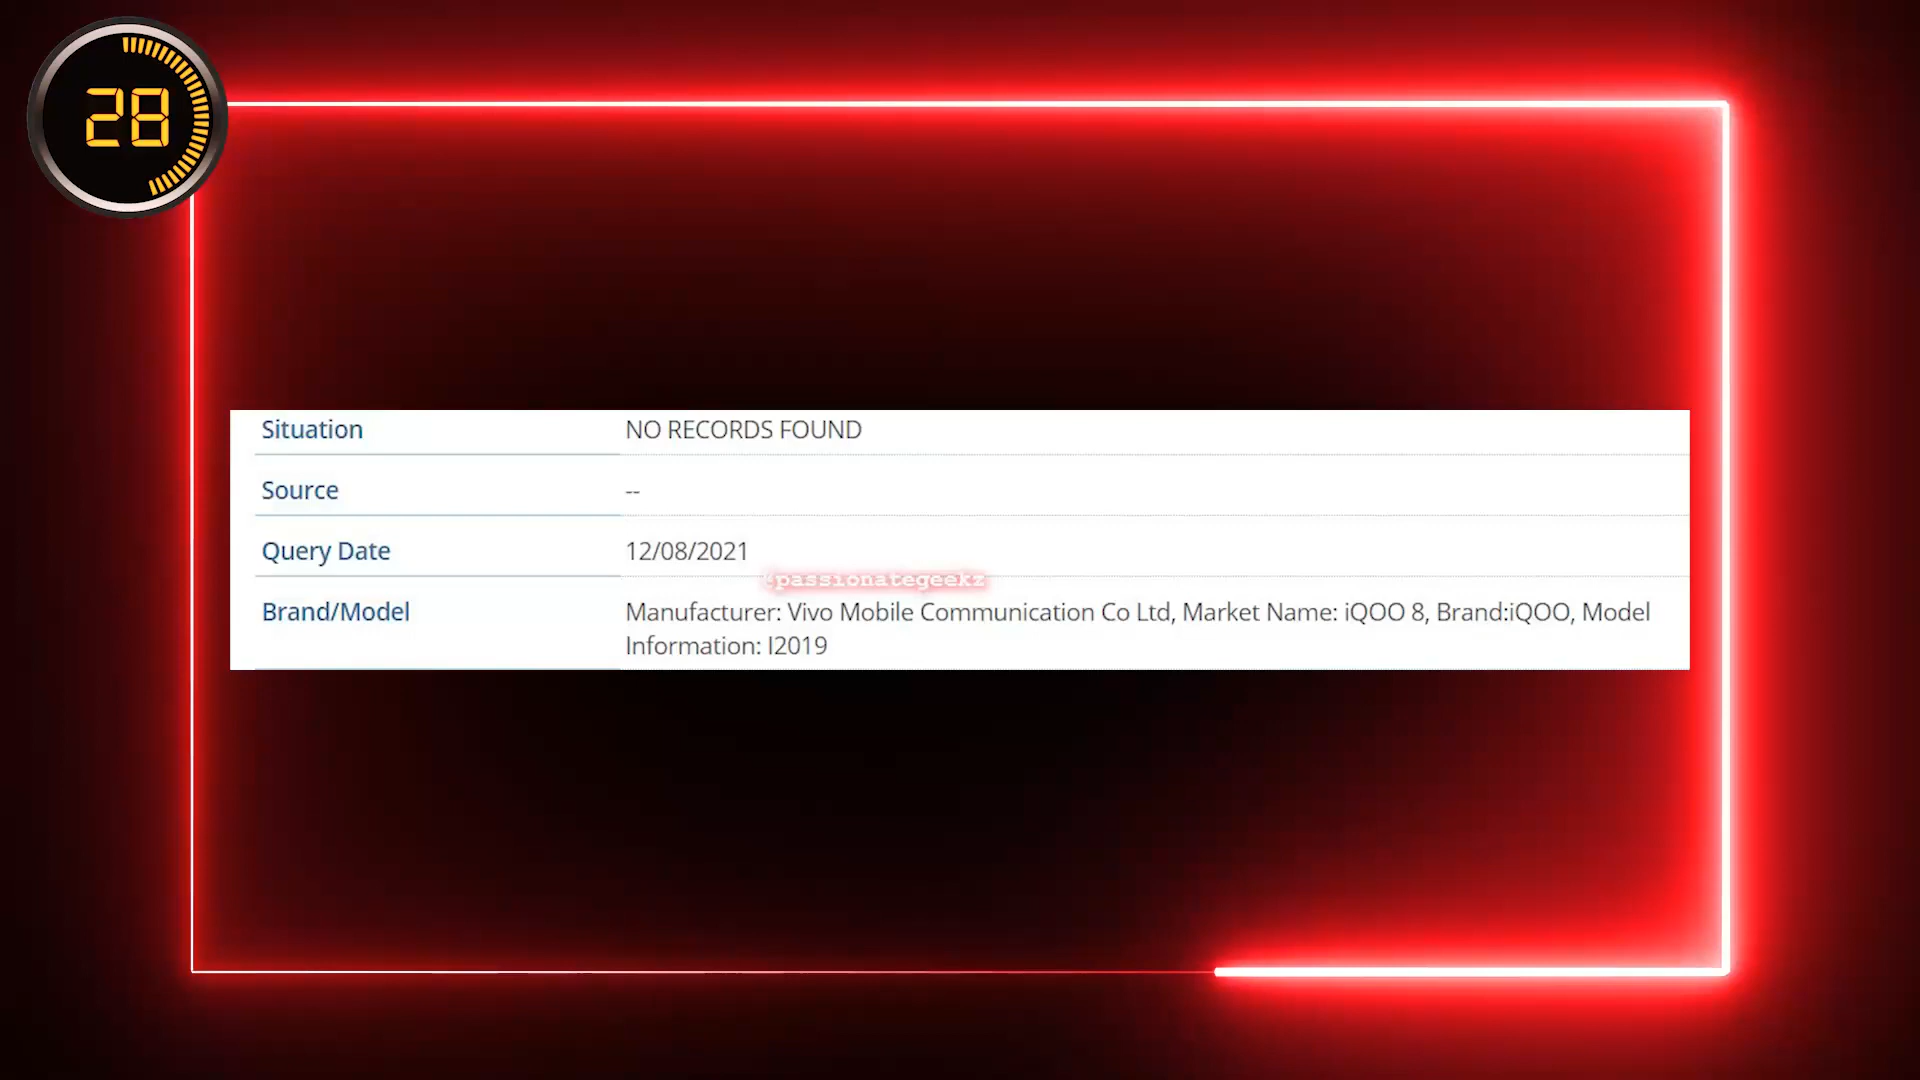 28
Situation NO RECORDS FOUND
Source --
Query Date 12/08/2021
@passionategeekz
Brand/Model Manufacturer: Vivo Mobile Communication Co Ltd, Market Name: iQOO 8, Brand:iQOO, Model
Information: I2019